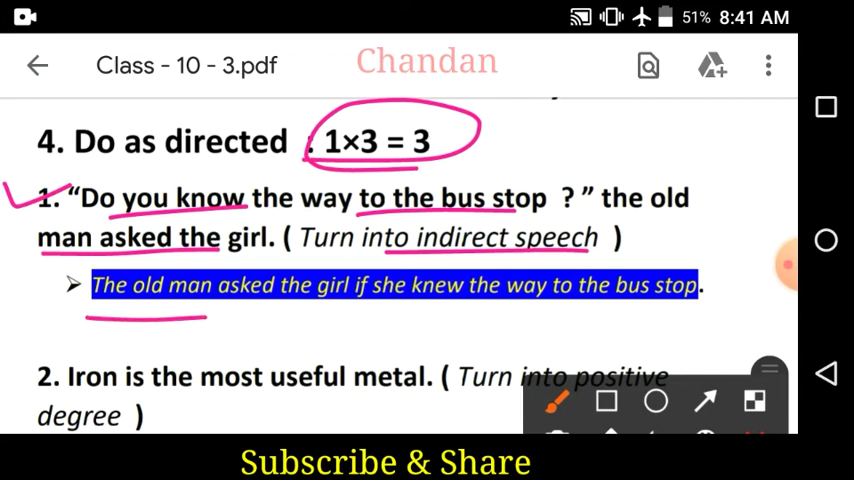 51% 8:41 AM
Class - 10 - 3.pdf Chandan
4. Do as directed : 1×3 = 3
1. “Do you know the way to the bus stop ? ” the old
man asked the girl. ( Turn into indirect speech )
➢ The old man asked the girl if she knew the way to the bus stop.
2. Iron is the most useful metal. ( Turn into positive
degree )
Subscribe & Share